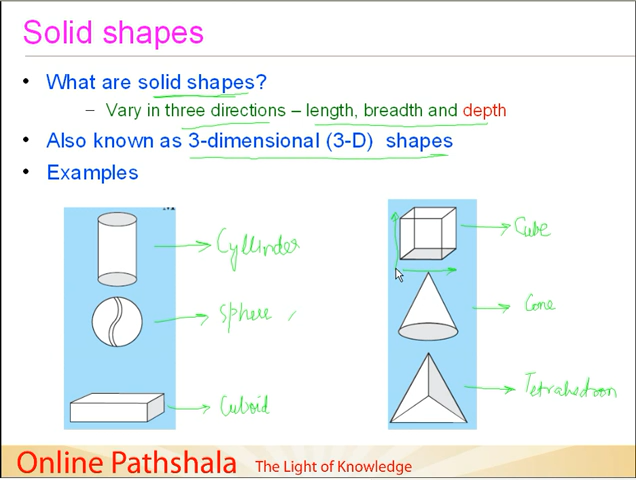 Solid shapes
• What are solid shapes?
– Vary in three directions – length, breadth and depth
• Also known as 3-dimensional (3-D) shapes
• Examples
Cyllinder
Cube
Sphere
Cone
Cuboid
Tetrahedron
Online Pathshala The Light of Knowledge